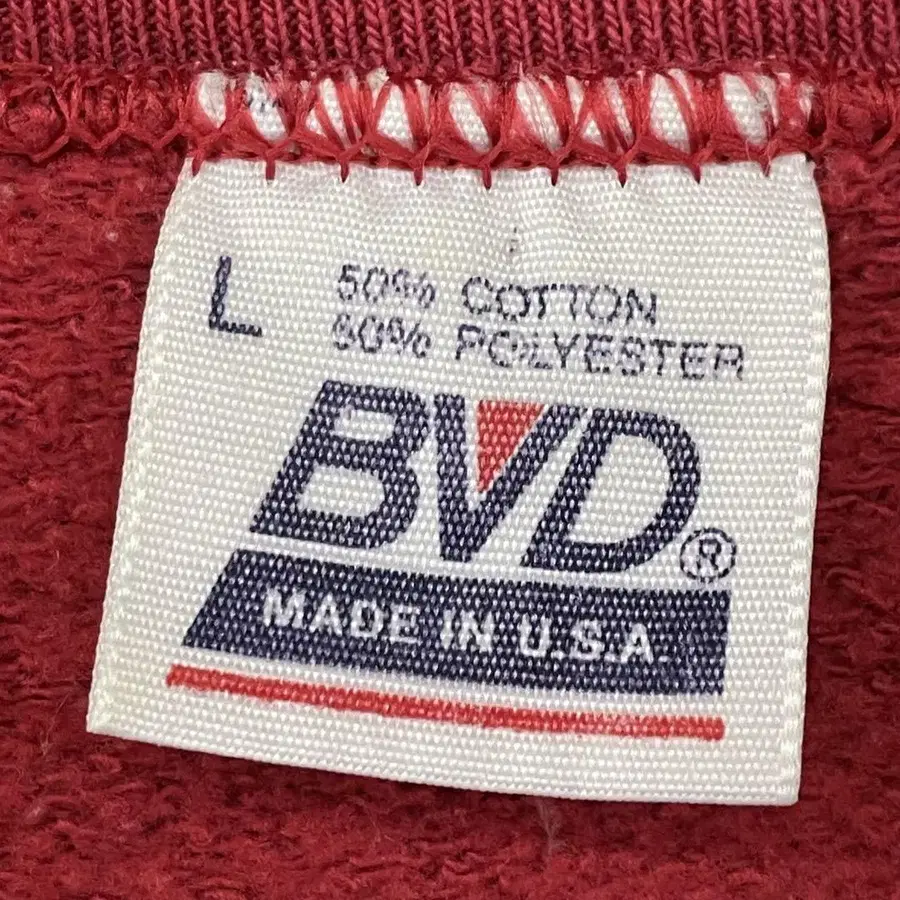 L
50% COTTON
50% POLYESTER
BVD®
MADE IN U.S.A.